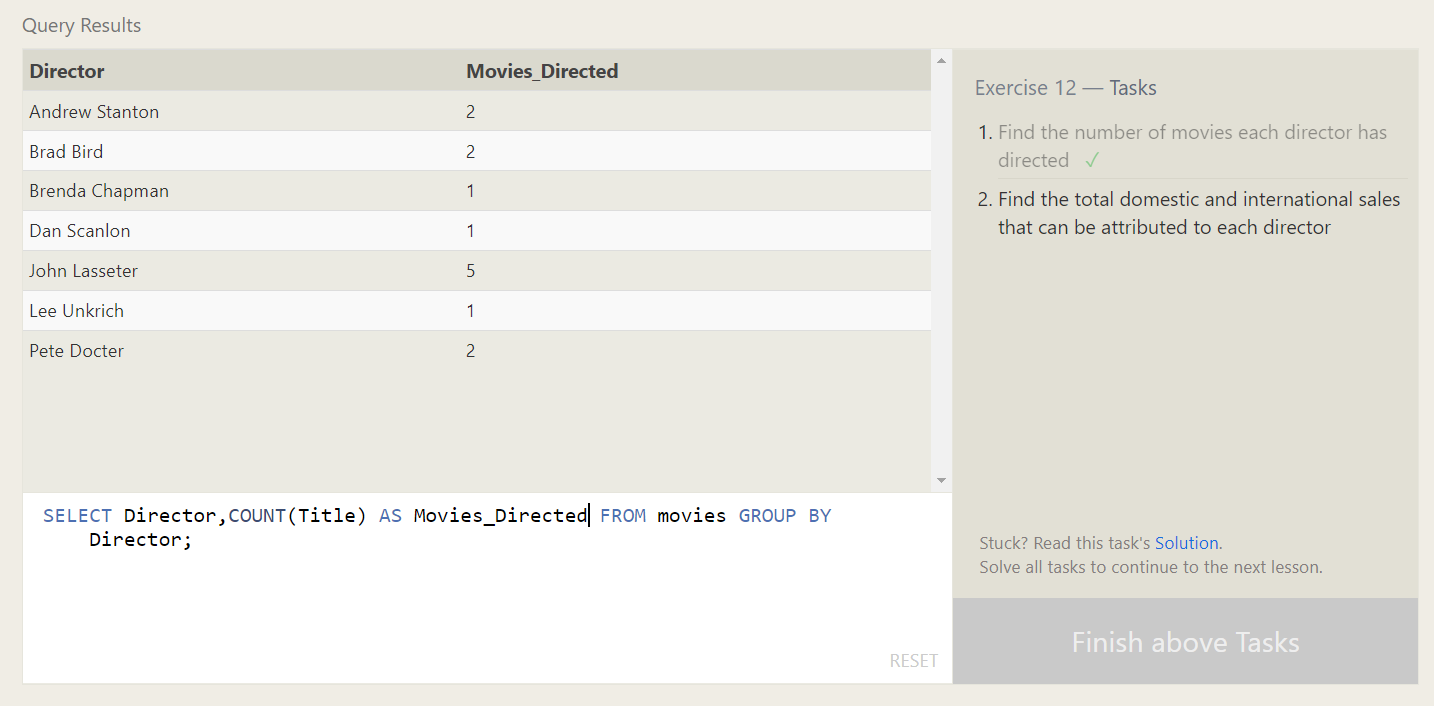 Query Results
Director Movies_Directed
Andrew Stanton 2
Brad Bird 2
Brenda Chapman 1
Dan Scanlon 1
John Lasseter 5
Lee Unkrich 1
Pete Docter 2
SELECT Director,COUNT(Title) AS Movies_Directed FROM movies GROUP BY
Director;
RESET
Exercise 12 — Tasks
1. Find the number of movies each director has
directed ✓
2. Find the total domestic and international sales
that can be attributed to each director
Stuck? Read this task's Solution.
Solve all tasks to continue to the next lesson.
Finish above Tasks